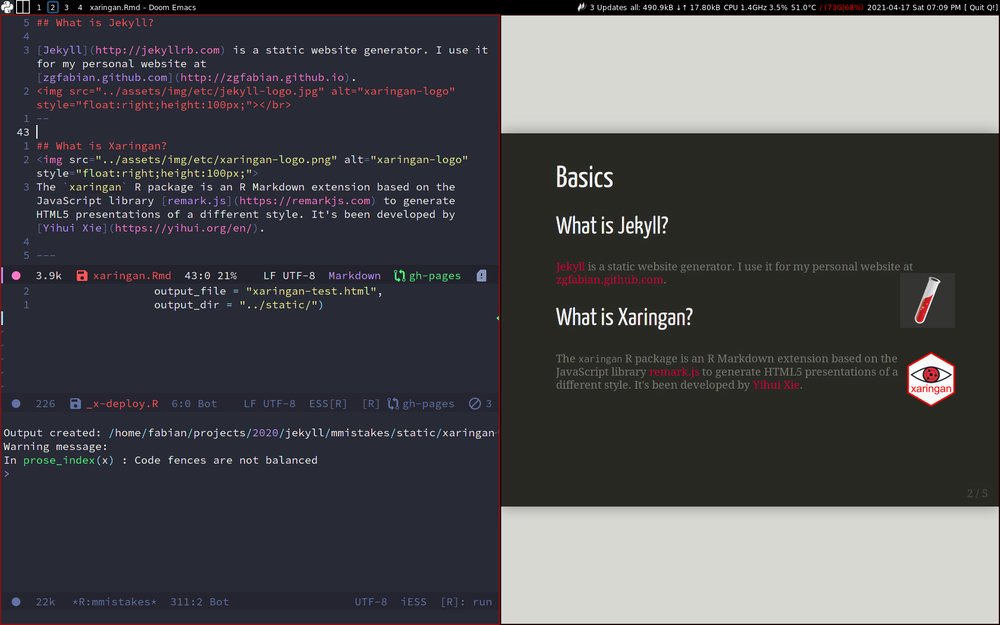 1 2 3 4 xaringan.Rmd – Doom Emacs
3 Updates all: 490.9kB ↓↑ 17.80kB CPU 1.4GHz 3.5% 51.0°C / (73G|68%) 2021-04-17 Sat 07:09 PM [ Quit Q! ]
5 ## What is Jekyll?
4
3 [Jekyll](http://jekyllrb.com) is a static website generator. I use it
for my personal website at
[zgfabian.github.com](http://zgfabian.github.io).
2 <img src="../assets/img/etc/jekyll-logo.jpg" alt="xaringan-logo"
style="float:right;height:100px;"></br>
1 --
43
1 ## What is Xaringan?
2 <img src="../assets/img/etc/xaringan-logo.png" alt="xaringan-logo"
style="float:right;height:100px;">
3 The `xaringan` R package is an R Markdown extension based on the
JavaScript library [remark.js](https://remarkjs.com) to generate
HTML5 presentations of a different style. It's been developed by
[Yihui Xie](https://yihui.org/en/).
4
5 ---
3.9k xaringan.Rmd 43:0 21% LF UTF-8 Markdown gh-pages
2 output_file = "xaringan-test.html",
1 output_dir = "../static/")
226 _x-deploy.R 6:0 Bot LF UTF-8 ESS[R] [R] gh-pages 3
Output created: /home/fabian/projects/2020/jekyll/mmistakes/static/xaringan-
Warning message:
In prose_index(x) : Code fences are not balanced
>
22k *R:mmistakes* 311:2 Bot UTF-8 iESS [R]: run
Basics
What is Jekyll?
Jekyll is a static website generator. I use it for my personal website at
zgfabian.github.com.
What is Xaringan?
The xaringan R package is an R Markdown extension based on the
JavaScript library remark.js to generate HTML5 presentations of a
different style. It's been developed by Yihui Xie.
xaringan
2 / 5